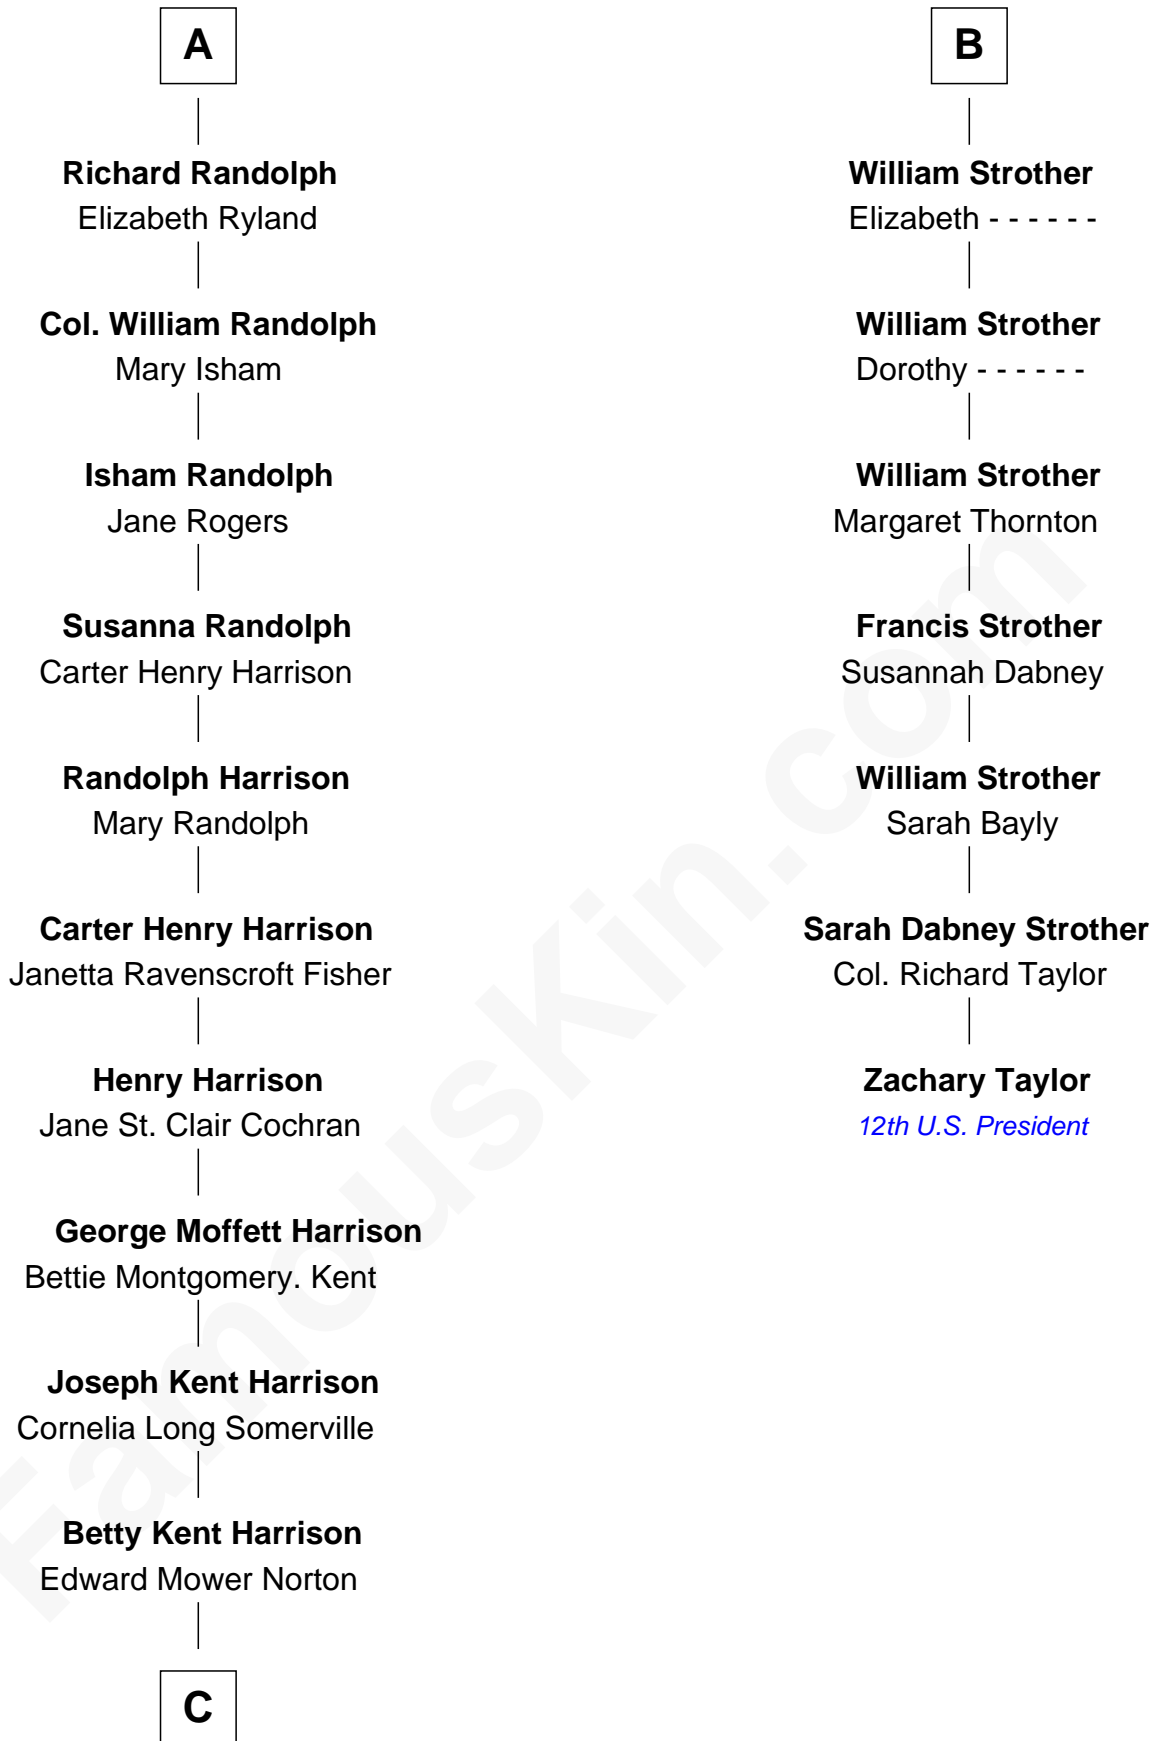 A
Richard Randolph
Elizabeth Ryland
Col. William Randolph
Mary Isham
Isham Randolph
Jane Rogers
Susanna Randolph
Carter Henry Harrison
Randolph Harrison
Mary Randolph
Carter Henry Harrison
Janetta Ravenscroft Fisher
Henry Harrison
Jane St. Clair Cochran
George Moffett Harrison
Bettie Montgomery. Kent
Joseph Kent Harrison
Cornelia Long Somerville
Betty Kent Harrison
Edward Mower Norton
C
B
William Strother
Elizabeth - - - - - -
William Strother
Dorothy - - - - - -
William Strother
Margaret Thornton
Francis Strother
Susannah Dabney
William Strother
Sarah Bayly
Sarah Dabney Strother
Col. Richard Taylor
Zachary Taylor
12th U.S. President
FamousKin.com